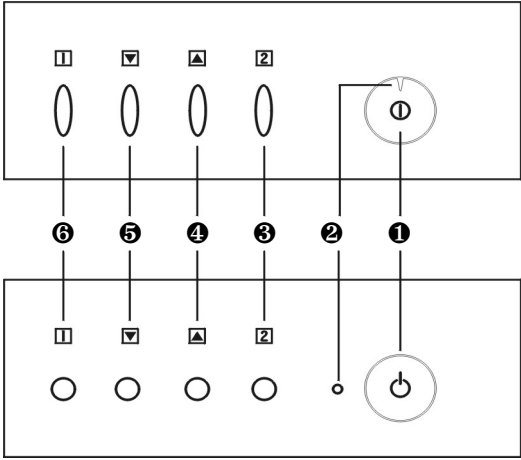 1 ▼ ▲ 2
❻ ❺ ❹ ❸ ❷ ❶
1 ▼ ▲ 2